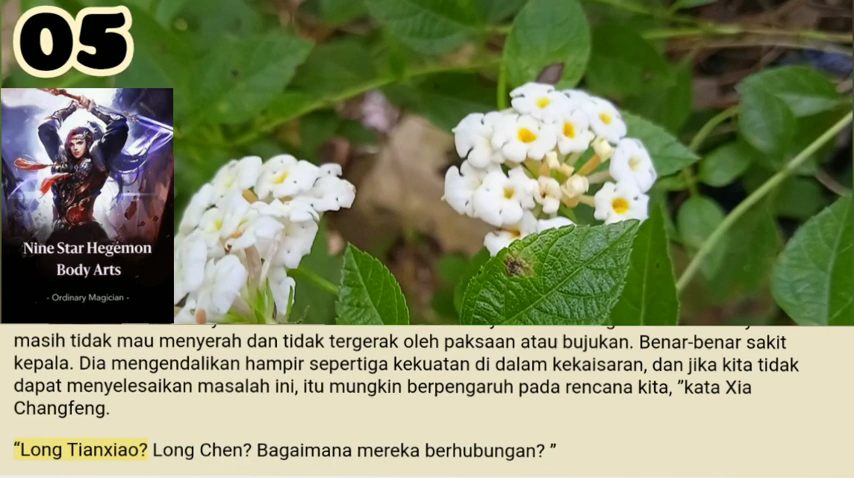 05
Nine Star Hegemon
Body Arts
- Ordinary Magician -
masih tidak mau menyerah dan tidak tergerak oleh paksaan atau bujukan. Benar-benar sakit
kepala. Dia mengendalikan hampir sepertiga kekuatan di dalam kekaisaran, dan jika kita tidak
dapat menyelesaikan masalah ini, itu mungkin berpengaruh pada rencana kita, ”kata Xia
Changfeng.
“Long Tianxiao? Long Chen? Bagaimana mereka berhubungan? ”